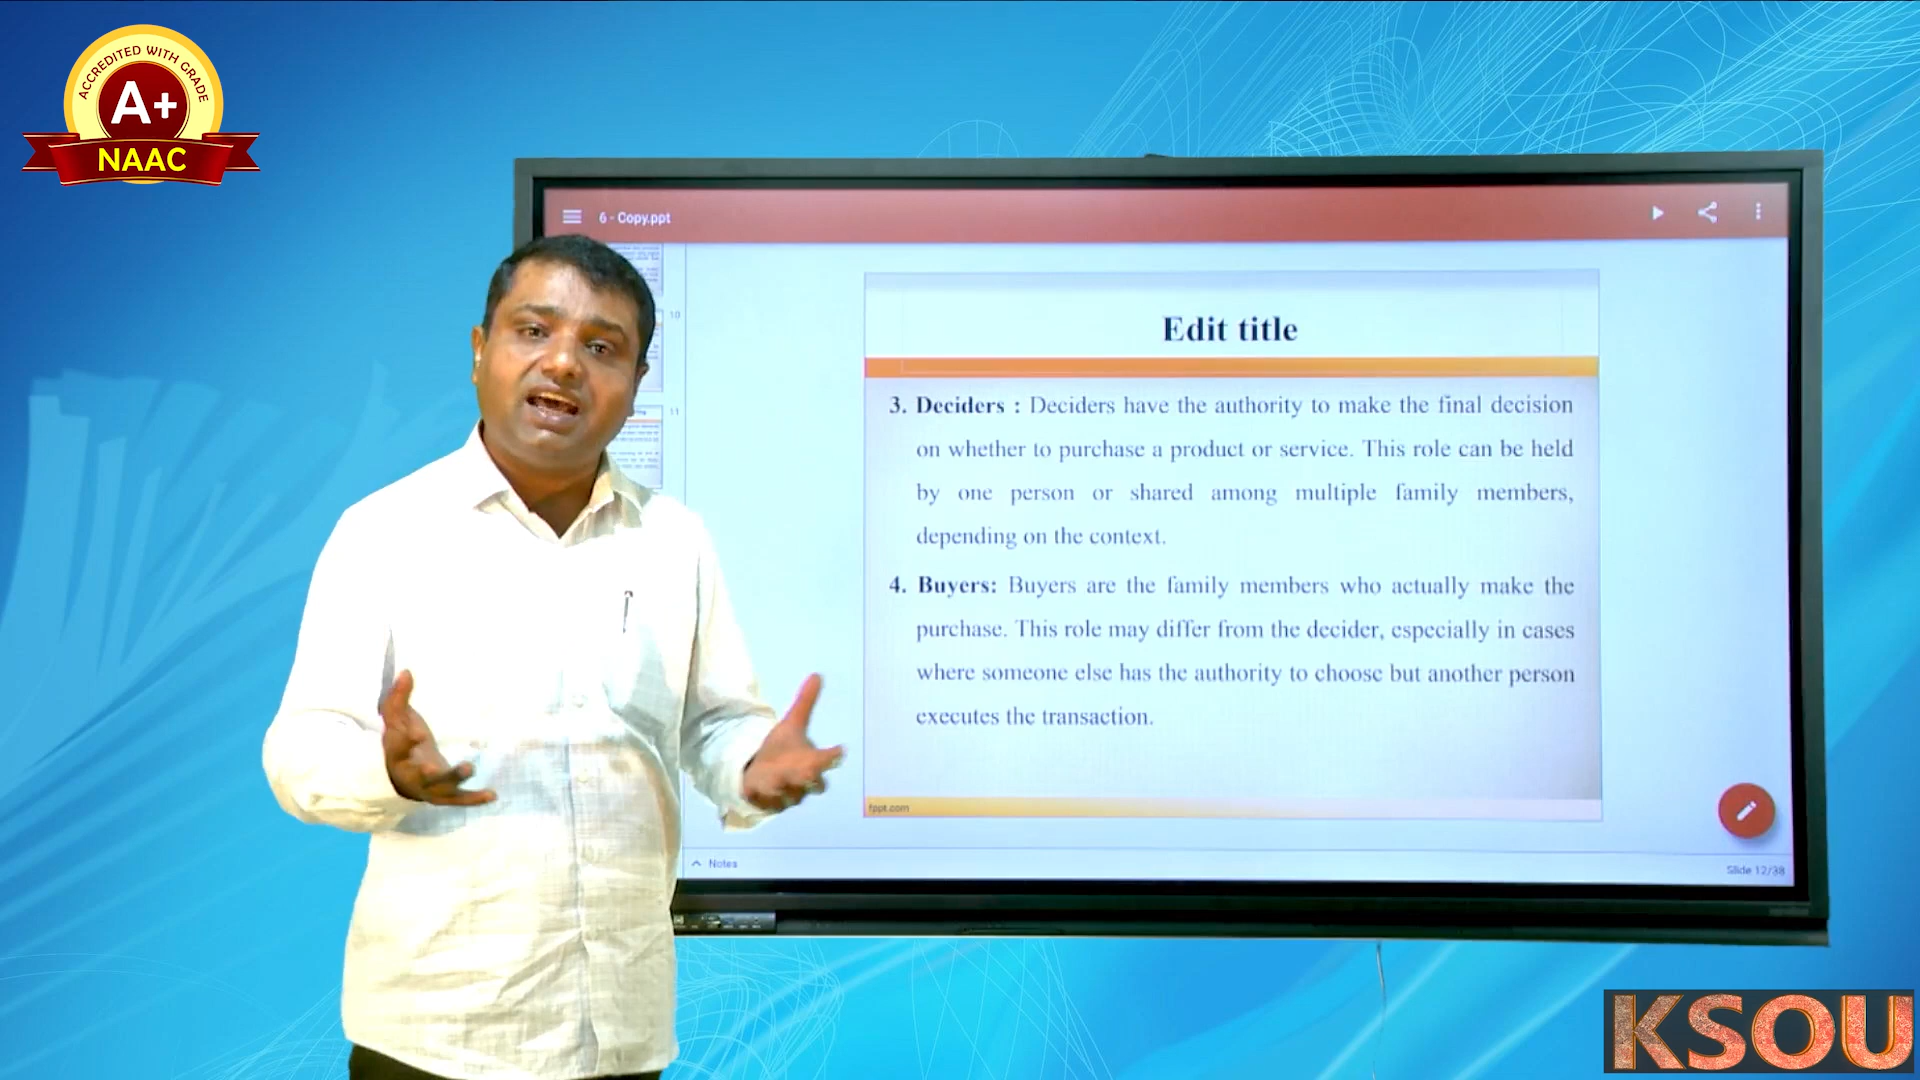 ACCREDITED WITH GRADE
A+
NAAC
6 - Copy.ppt
10
11
Edit title
3. Deciders : Deciders have the authority to make the final decision
on whether to purchase a product or service. This role can be held
by one person or shared among multiple family members,
depending on the context.
4. Buyers: Buyers are the family members who actually make the
purchase. This role may differ from the decider, especially in cases
where someone else has the authority to choose but another person
executes the transaction.
fppt.com
Notes
Slide 12/38
KSOU